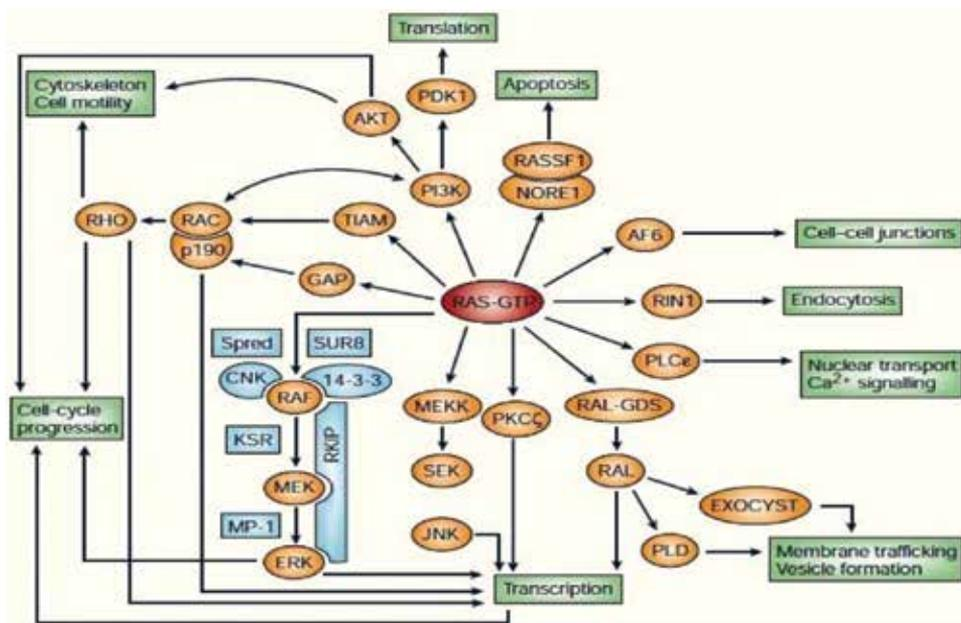 Translation
Cytoskeleton
Cell motility
PDK1
Apoptosis
AKT
RASSF1
NORE1
PI3K
RHO
RAC
p190
TIAM
AF6
Cell–cell junctions
GAP
RAS-GTP
RIN1
Endocytosis
Spred
SUR8
PLCε
Nuclear transport
Ca²⁺ signalling
CNK
14-3-3
RAF
MEKK
PKCζ
RAL-GDS
Cell-cycle
progression
KSR
RKIP
SEK
RAL
MEK
EXOCYST
MP-1
JNK
PLD
Membrane trafficking
Vesicle formation
ERK
Transcription